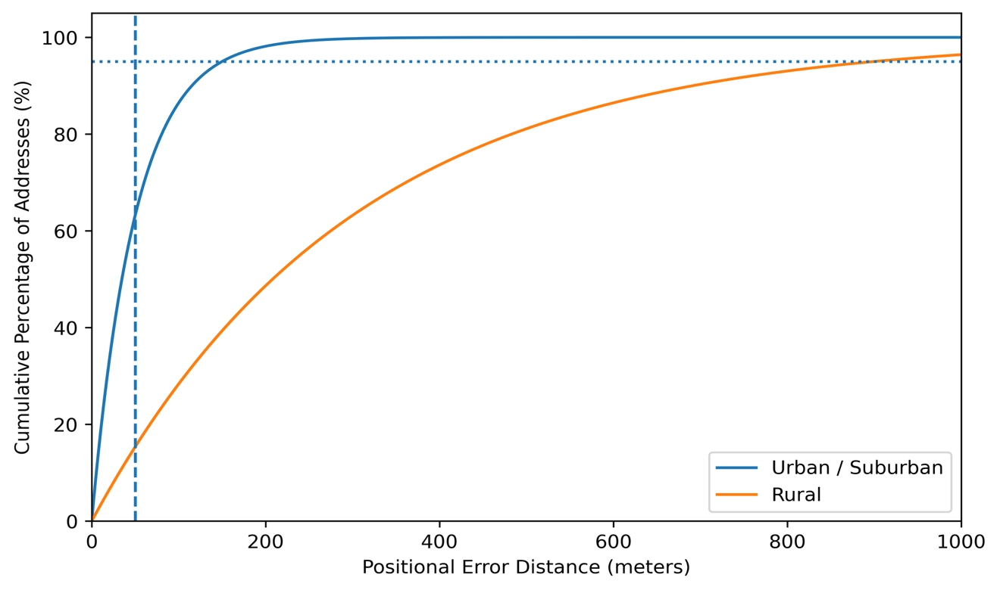 Cumulative Percentage of Addresses (%)
100
80
60
40
20
0
0 200 400 600 800 1000
Positional Error Distance (meters)
Urban / Suburban
Rural